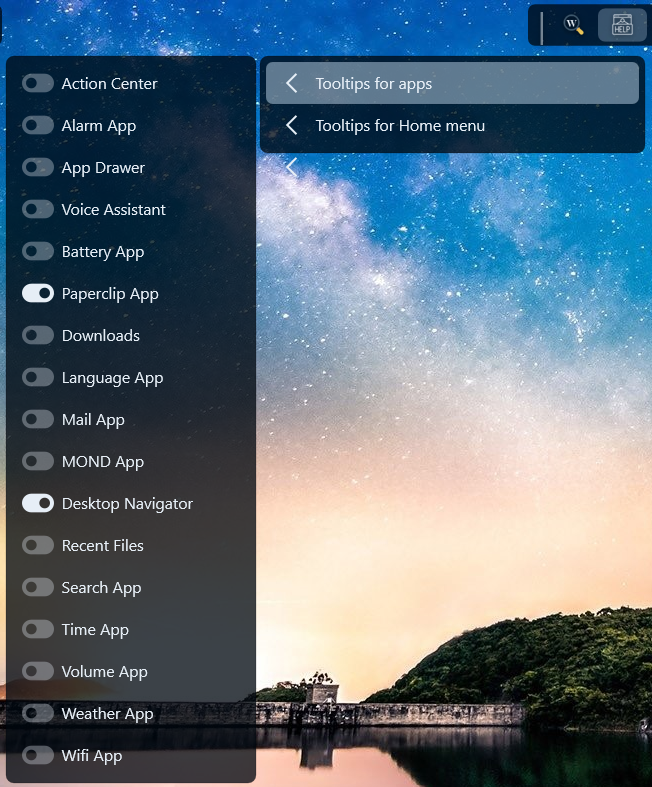 W
HELP
Tooltips for apps
Tooltips for Home menu
Action Center
Alarm App
App Drawer
Voice Assistant
Battery App
Paperclip App
Downloads
Language App
Mail App
MOND App
Desktop Navigator
Recent Files
Search App
Time App
Volume App
Weather App
Wifi App